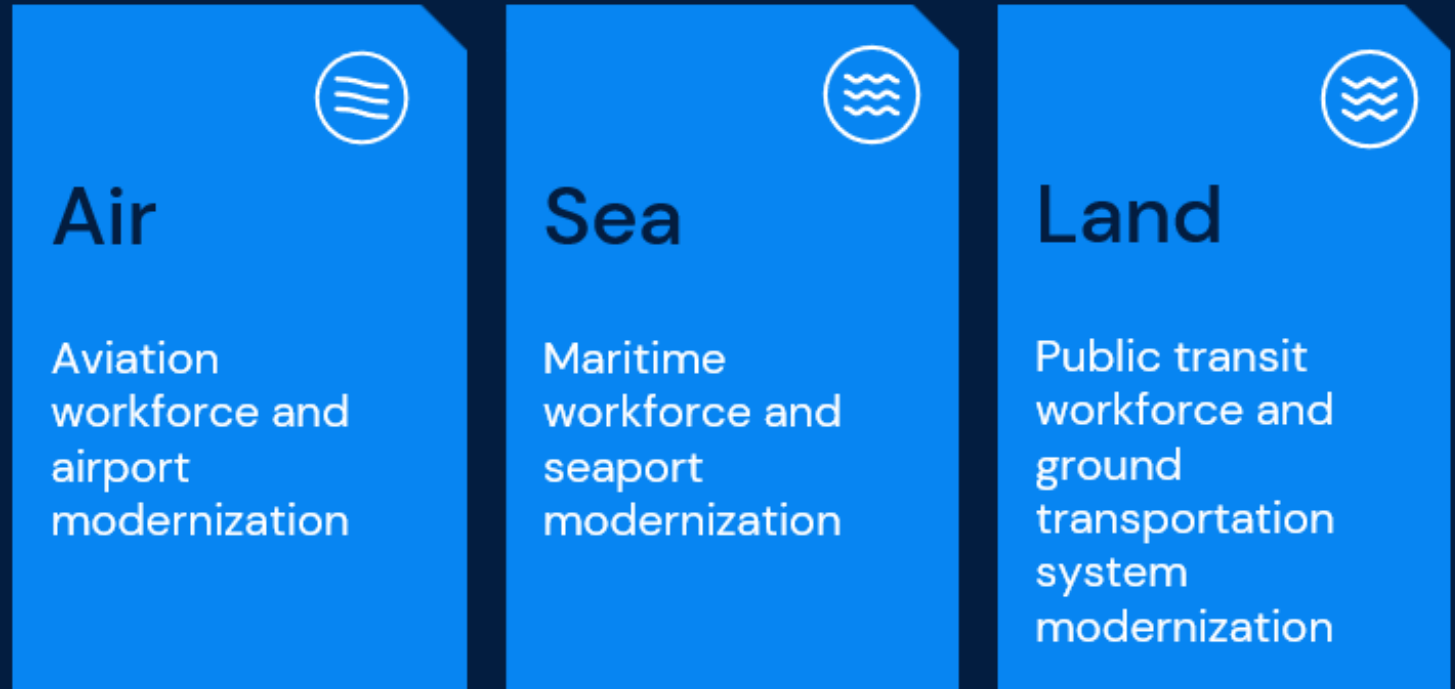 Air
Aviation
workforce and
airport
modernization
Sea
Maritime
workforce and
seaport
modernization
Land
Public transit
workforce and
ground
transportation
system
modernization